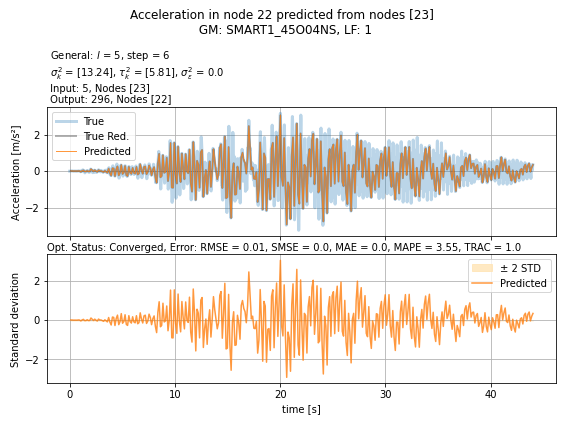 Acceleration in node 22 predicted from nodes [23]
GM: SMART1_45O04NS, LF: 1
General: l = 5, step = 6
σ²ₖ = [13.24], τ²ₖ = [5.81], σ²_ε = 0.0
Input: 5, Nodes [23]
Output: 296, Nodes [22]
True
True Red.
Predicted
Acceleration [m/s²]
2
0
−2
Opt. Status: Converged, Error: RMSE = 0.01, SMSE = 0.0, MAE = 0.0, MAPE = 3.55, TRAC = 1.0
± 2 STD
Predicted
Standard deviation
2
0
−2
0 10 20 30 40
time [s]